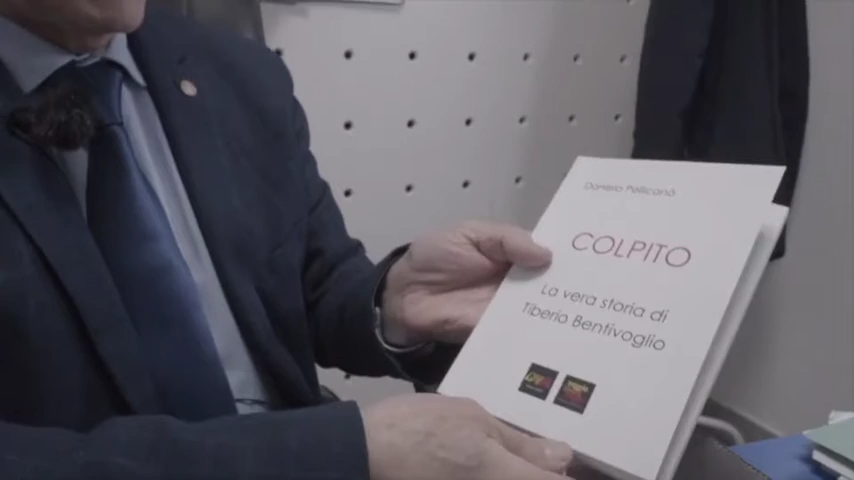 Daniela Pellicanò
COLPITO
La vera storia di
Tiberio Bentivoglio